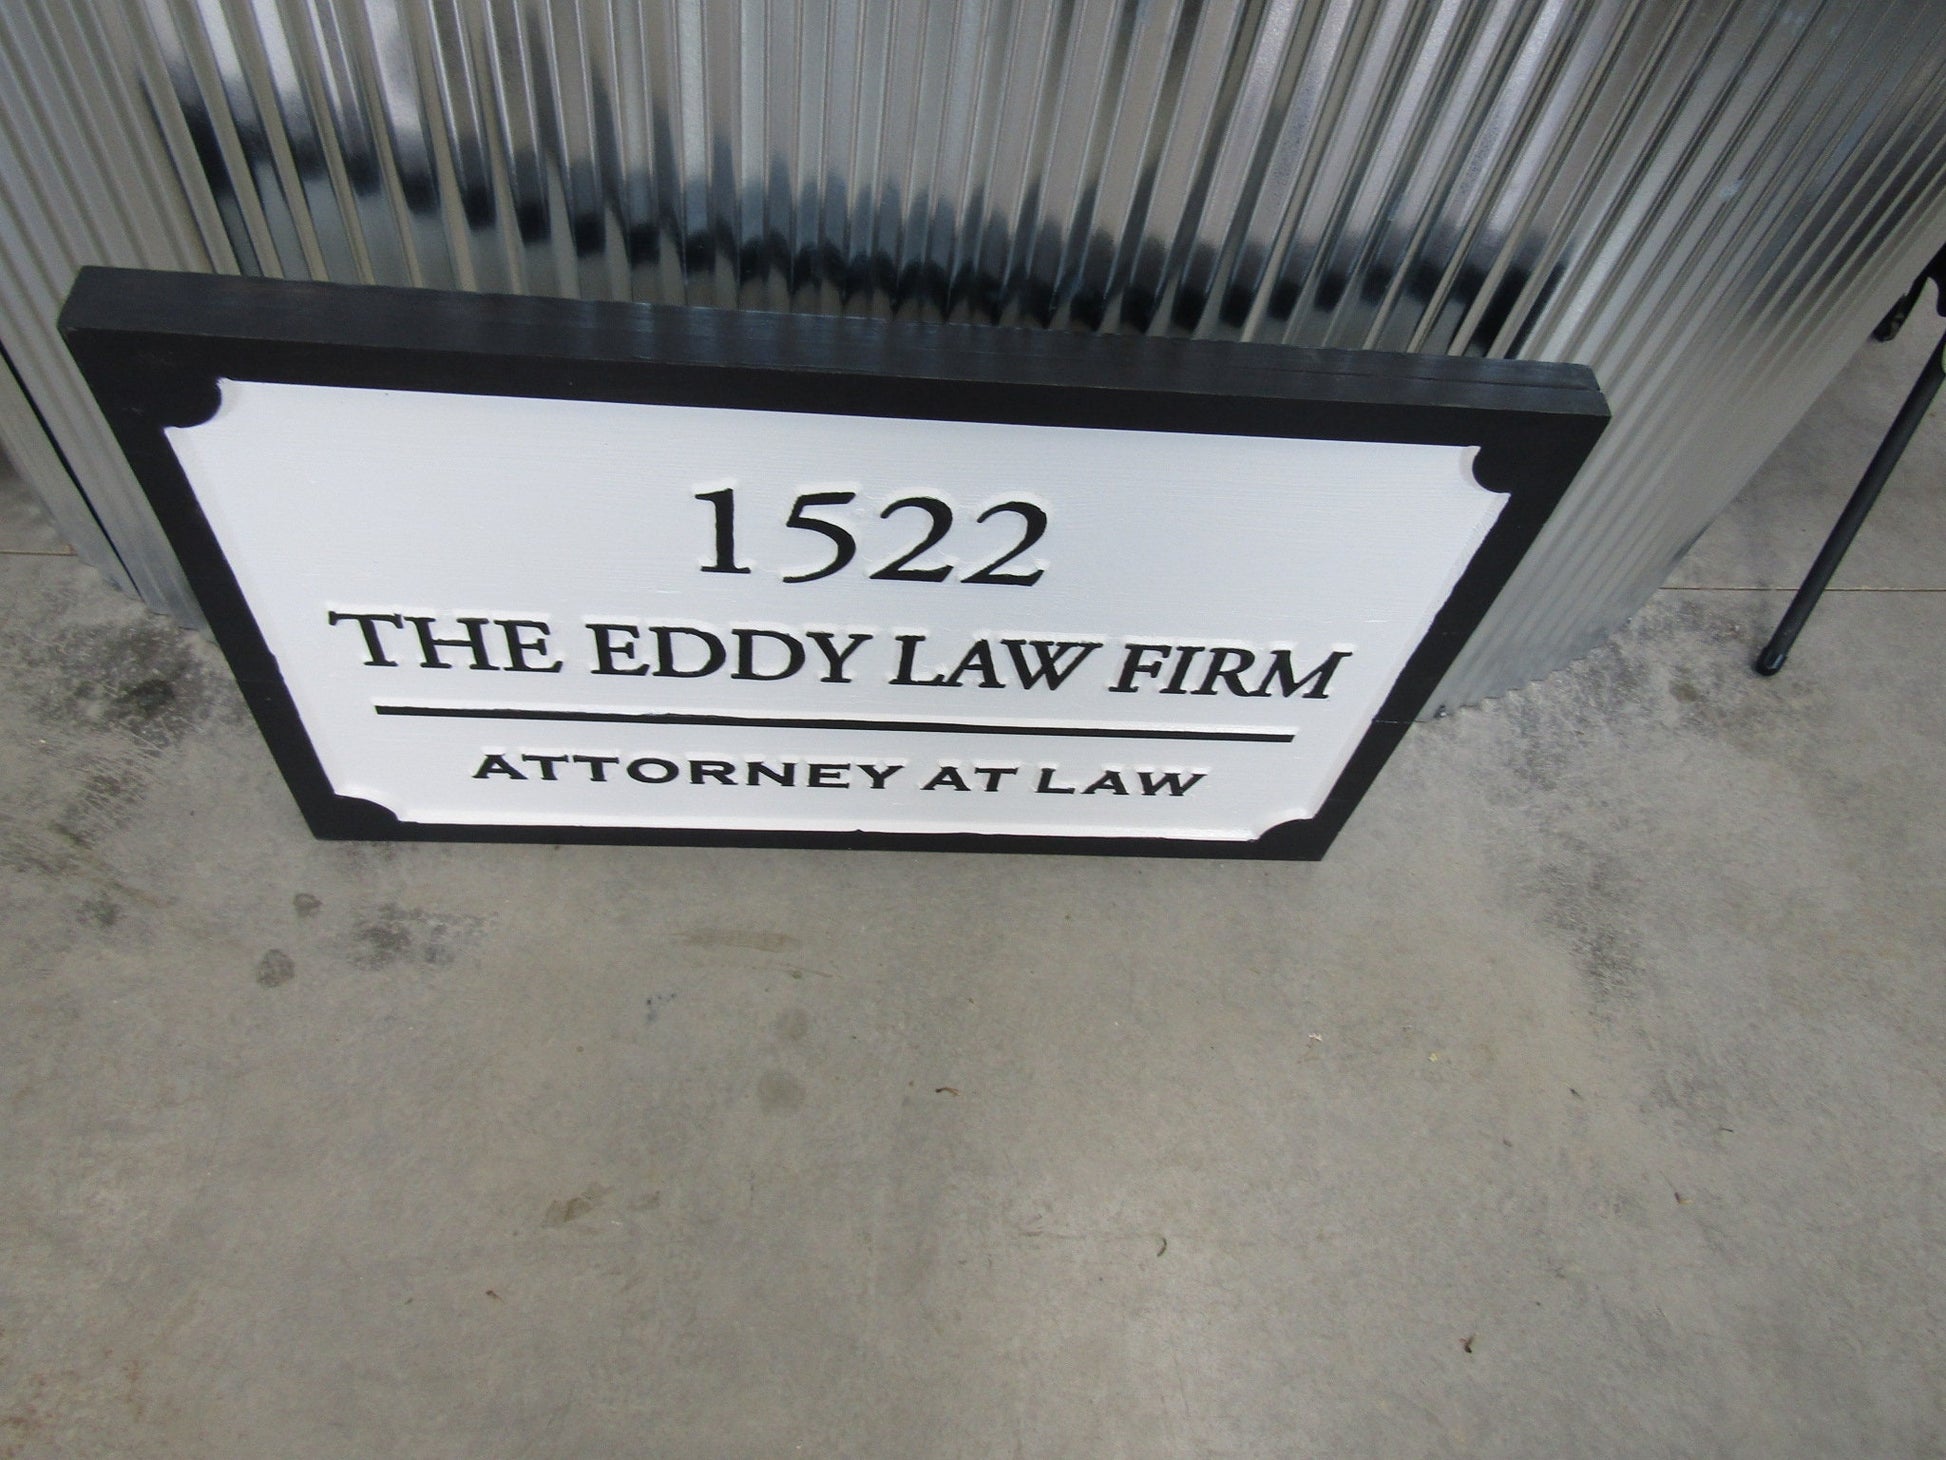 1522
THE EDDY LAW FIRM
ATTORNEY AT LAW